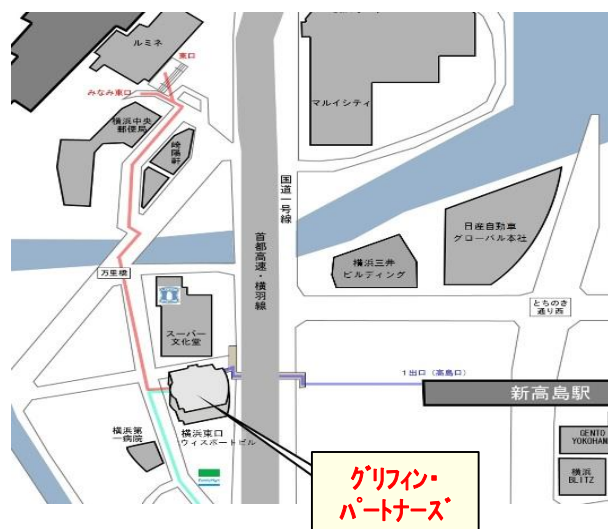 ルミネ
東口
みなみ東口
横浜中央
郵便局
崎陽軒
マルイシティ
国道一号線
首都高速・横羽線
日産自動車
グローバル本社
横浜三井
ビルディング
万里橋
とちのき
通り西
スーパー
文化堂
1出口（高島口）
新高島駅
横浜東口
ウィスポートビル
横浜第
一病院
FamilyMart
GENTO
YOKOHAM
横浜
BLITZ
グリフィン・
パートナーズ